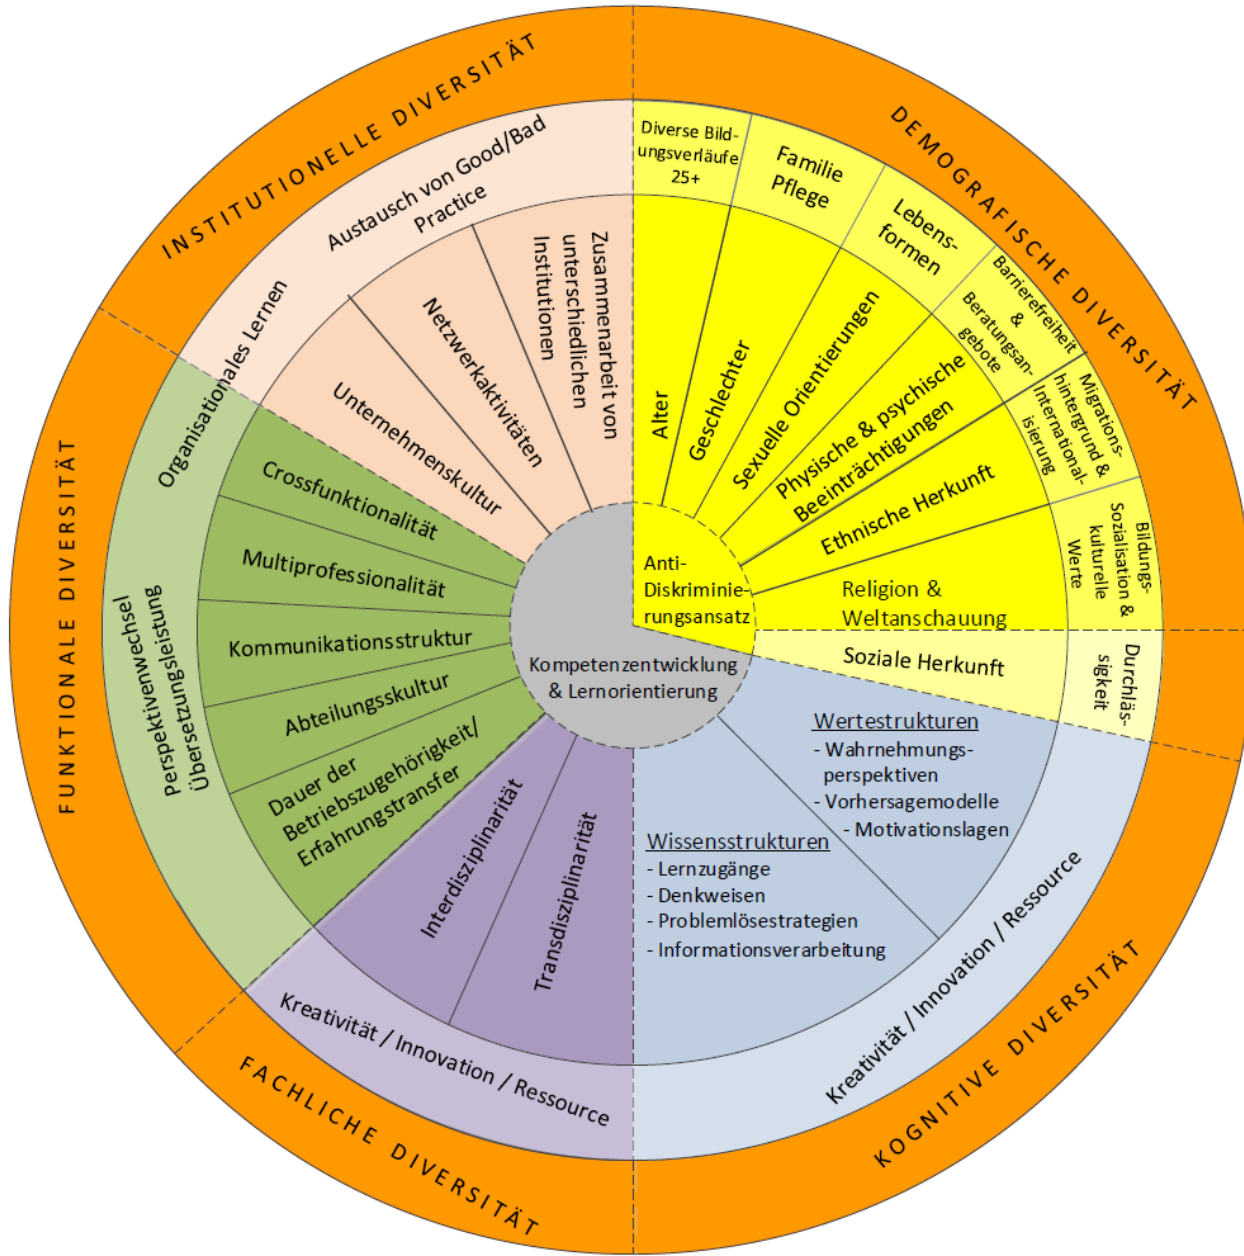 INSTITUTIONELLE DIVERSITÄT
DEMOGRAFISCHE DIVERSITÄT
KOGNITIVE DIVERSITÄT
FACHLICHE DIVERSITÄT
FUNKTIONALE DIVERSITÄT
Diverse Bild-
ungsverläufe
25+
Familie
Pflege
Lebens-
formen
Barrierefreiheit
&
Beratungsan-
gebote
Migrations-
hintergrund &
International-
isierung
Bildungs-
Sozialisation &
kulturelle
Werte
Durchläs-
sigkeit
Alter
Geschlechter
Sexuelle Orientierungen
Physische & psychische
Beeinträchtigungen
Ethnische Herkunft
Religion &
Weltanschauung
Soziale Herkunft
Anti-
Diskriminie-
rungsansatz
Kompetenzentwicklung
& Lernorientierung
Wertestrukturen
- Wahrnehmungs-
perspektiven
- Vorhersagemodelle
- Motivationslagen
Wissensstrukturen
- Lernzugänge
- Denkweisen
- Problemlösestrategien
- Informationsverarbeitung
Kreativität / Innovation / Ressource
Transdisziplinarität
Interdisziplinarität
Kreativität / Innovation / Ressource
Dauer der
Betriebszugehörigkeit/
Erfahrungstransfer
Abteilungsskultur
Kommunikationsstruktur
Multiprofessionalität
Crossfunktionalität
Perspektivenwechsel
Übersetzungsleistung
Organisationales Lernen
Austausch von Good/Bad
Practice
Unternehmenskultur
Netzwerkaktivitäten
Zusammenarbeit von
unterschiedlichen
Institutionen